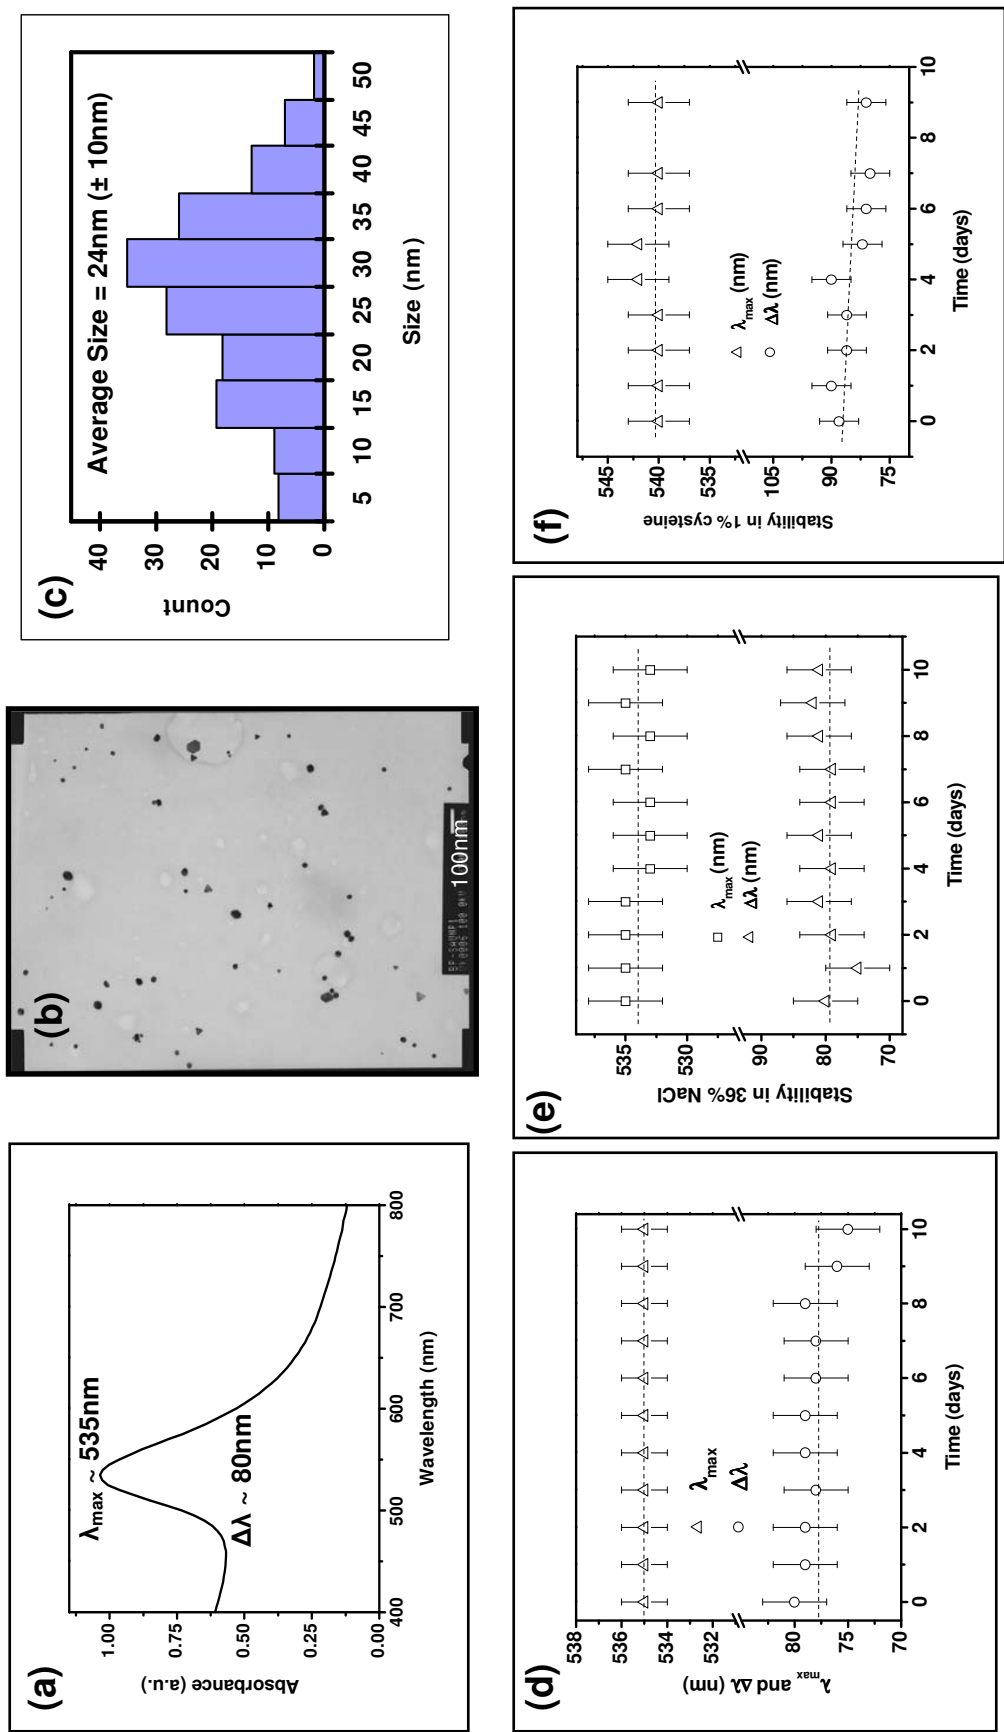 (a)
λmax ~ 535nm
Δλ ~ 80nm
Absorbance (a.u.)
1.00
0.75
0.50
0.25
0.00
400
500
600
700
800
Wavelength (nm)
(b)
100nm
(c)
Average Size = 24nm (± 10nm)
Count
40
30
20
10
0
5
10
15
20
25
30
35
40
45
50
Size (nm)
(d)
λmax and Δλ (nm)
538
536
534
532
80
75
70
λmax
Δλ
0
2
4
6
8
10
Time (days)
(e)
Stability in 36% NaCl
535
530
90
80
70
λmax (nm)
Δλ (nm)
0
2
4
6
8
10
Time (days)
(f)
Stability in 1% cysteine
545
540
535
105
90
75
λmax (nm)
Δλ (nm)
0
2
4
6
8
10
Time (days)